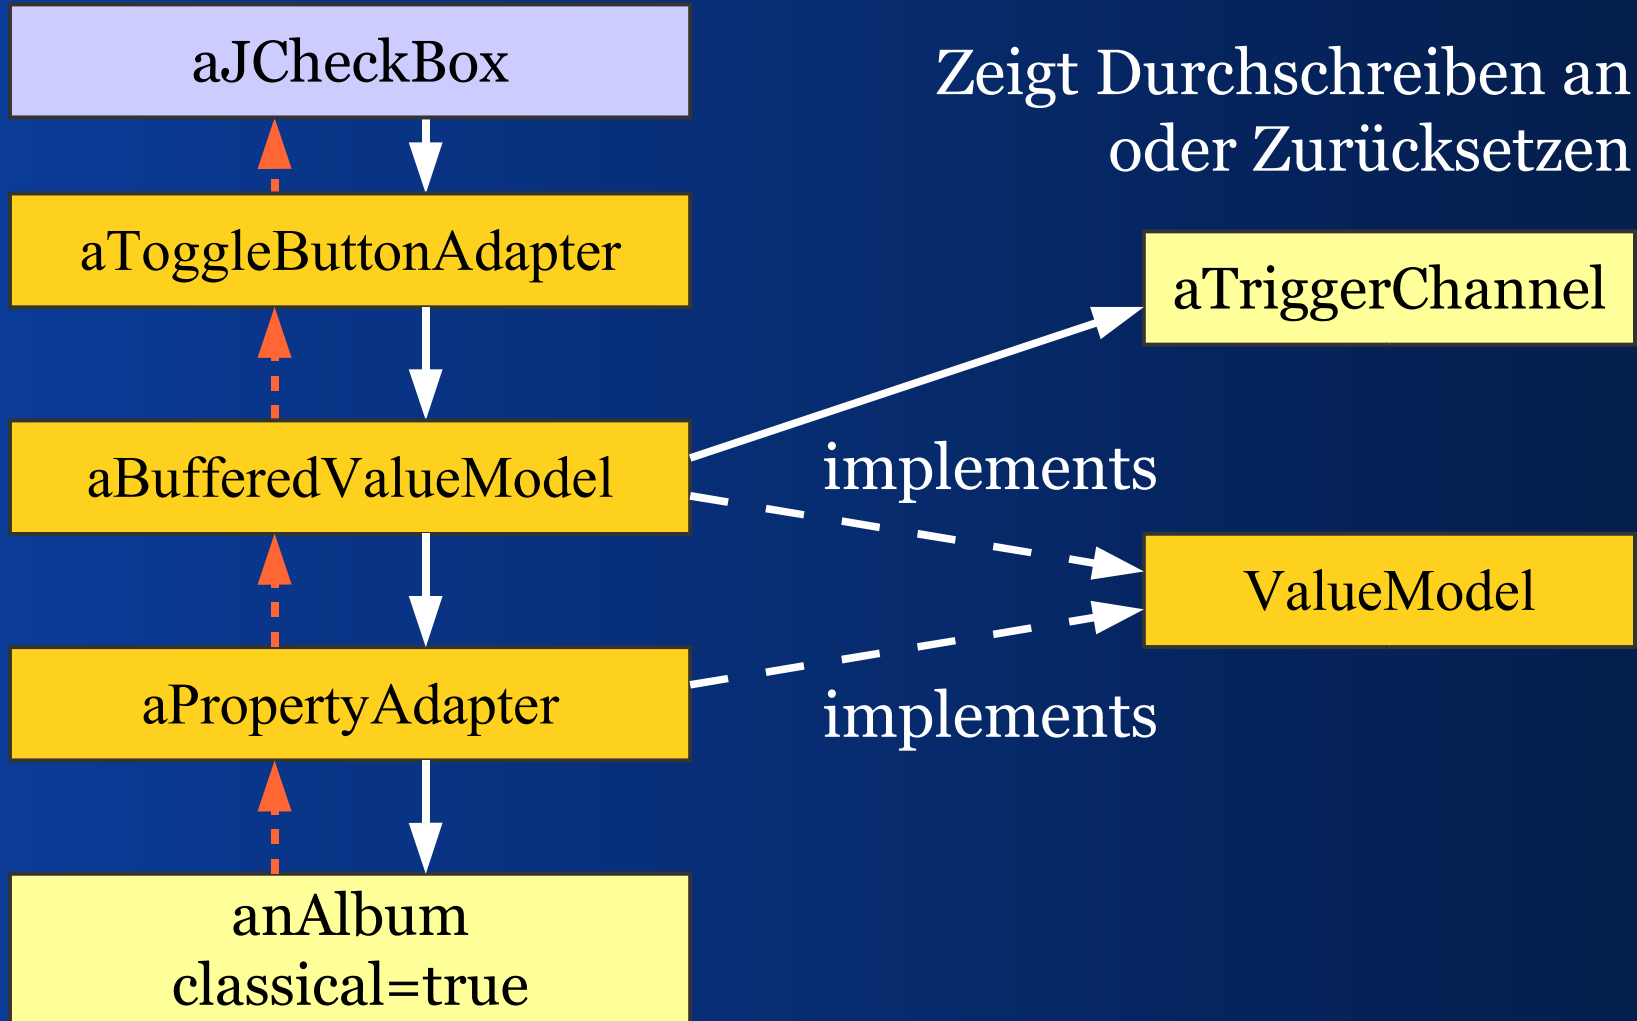 aJCheckBox
Zeigt Durchschreiben an
oder Zurücksetzen
aToggleButtonAdapter
aTriggerChannel
aBufferedValueModel
implements
ValueModel
aPropertyAdapter
implements
anAlbum
classical=true